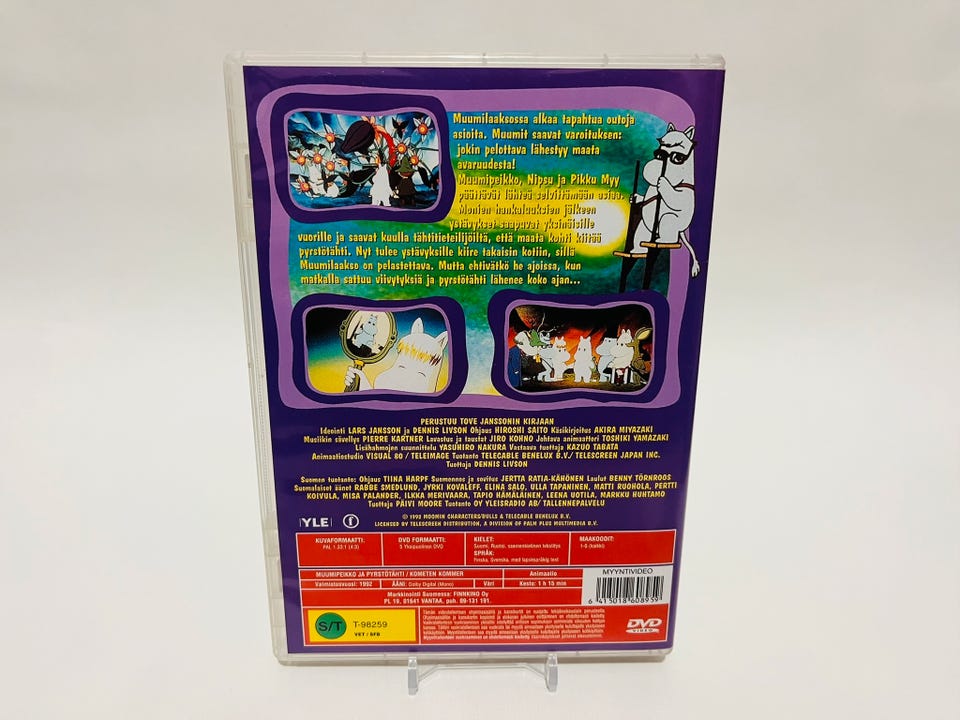 Muumilaaksossa alkaa tapahtua outoja
asioita. Muumit saavat varoituksen:
jokin pelottava lähestyy maata
avaruudesta!
Muumipeikko, Nipsu ja Pikku Myy
päättävät lähteä selvittämään asiaa.
Monien hankaluuksien jälkeen
ystävykset saapuvat yksinäisille
vuorille ja saavat kuulla tähtitieteilijöiltä, että maata kohti kiitää
pyrstötähti. Nyt tulee ystävyksille kiire takaisin kotiin, sillä
Muumilaakso on pelastettava. Mutta ehtivätkö he ajoissa, kun
matkalla sattuu viivytyksiä ja pyrstötähti lähenee koko ajan...
PERUSTUU TOVE JANSSONIN KIRJAAN
Ideointi LARS JANSSON ja DENNIS LIVSON Ohjaus HIROSHI SAITO Käsikirjoitus AKIRA MIYAZAKI
Musiikin sävellys PIERRE KARTNER Lavastus ja taustat JIRO KOHNO Johtava animaattori TOSHIKI YAMAZAKI
Lisähahmojen suunnittelu YASUHIRO NAKURA Vastaava tuottaja KAZUO TABATA
Animaatiostudio VISUAL 80 / TELEIMAGE Tuotanto TELECABLE BENELUX B.V./ TELESCREEN JAPAN INC.
Tuottaja DENNIS LIVSON
Suomen tuotanto: Ohjaus TIINA HARPF Suomennos ja sovitus JERTTA RATIA-KÄHÖNEN Laulut BENNY TÖRNROOS
Suomalaiset äänet RABBE SMEDLUND, JYRKI KOVALEFF, ELINA SALO, ULLA TAPANINEN, MATTI RUOHOLA, PERTTI
KOIVULA, MISA PALANDER, ILKKA MERIVAARA, TAPIO HÄMÄLÄINEN, LEENA UOTILA, MARKKU HUHTAMO
Tuottaja PÄIVI MOORE Tuotanto OY YLEISRADIO AB/ TALLENNEPALVELU
© 1992 MOOMIN CHARACTERS/BULLS & TELECABLE BENELUX B.V.
LICENSED BY TELESCREEN DISTRIBUTION, A DIVISION OF PALM PLUS MULTIMEDIA B.V.
YLE
KUVAFORMAATTI:
PAL 1.33:1 (4:3)
DVD FORMAATTI:
5 Yksipuolinen DVD
KIELET:
Suomi, Ruotsi,
SPRÅK:
Finska, Svenska, med
MAAKOODIT:
MYYNTIVIDEO
MUUMIPEIKKO JA PYRSTÖTÄHTI / KOMETEN KOMMER
Animaatio
Valmistusvuosi: 1992
ÄÄNI: Dolby Digital (Mono)
Väri
Kesto: 1 h 15 min
Markkinointi Suomessa: FINNKINO Oy
PL 19, 01641 VANTAA, puh. 09-131 191.
6 415018 608959
S/T
T-98259
VET / SFB
DVD
VIDEO